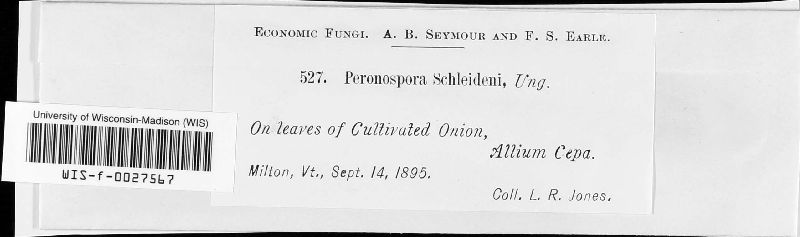 ECONOMIC FUNGI. A. B. SEYMOUR AND F. S. EARLE.
527. Peronospora Schleideni, Ung.
On leaves of Cultivated Onion,
Allium Cepa.
Milton, Vt., Sept. 14, 1895.
Coll. L. R. Jones.
University of Wisconsin-Madison (WIS)
WIS-f-0027567